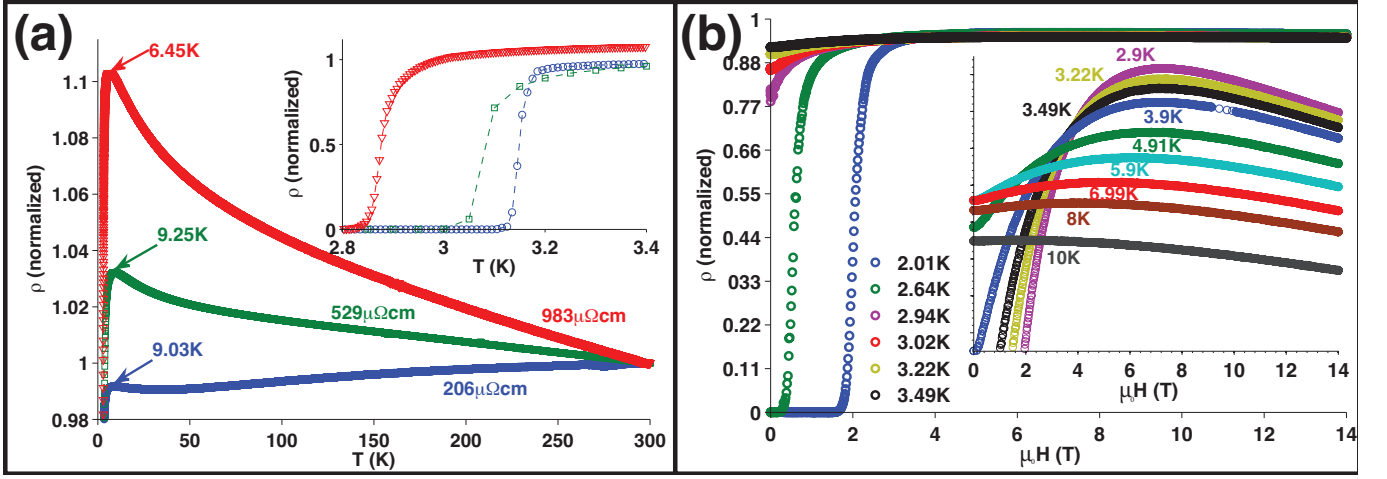 (a)
6.45K
9.25K
9.03K
983μΩcm
529μΩcm
206μΩcm
ρ (normalized)
1.1
1.08
1.06
1.04
1.02
1
0.98
0 50 100 150 200 250 300
T (K)
ρ (normalized)
1
0.5
0
2.8 3 3.2 3.4
T (K)
(b)
ρ (normalized)
1
0.88
0.77
0.66
0.55
0.44
033
0.22
0.11
0
0 2 4 6 8 10 12 14
μ₀H (T)
2.01K
2.64K
2.94K
3.02K
3.22K
3.49K
2.9K
3.22K
3.49K
3.9K
4.91K
5.9K
6.99K
8K
10K
0 2 4 6 8 10 12 14
μ₀H (T)